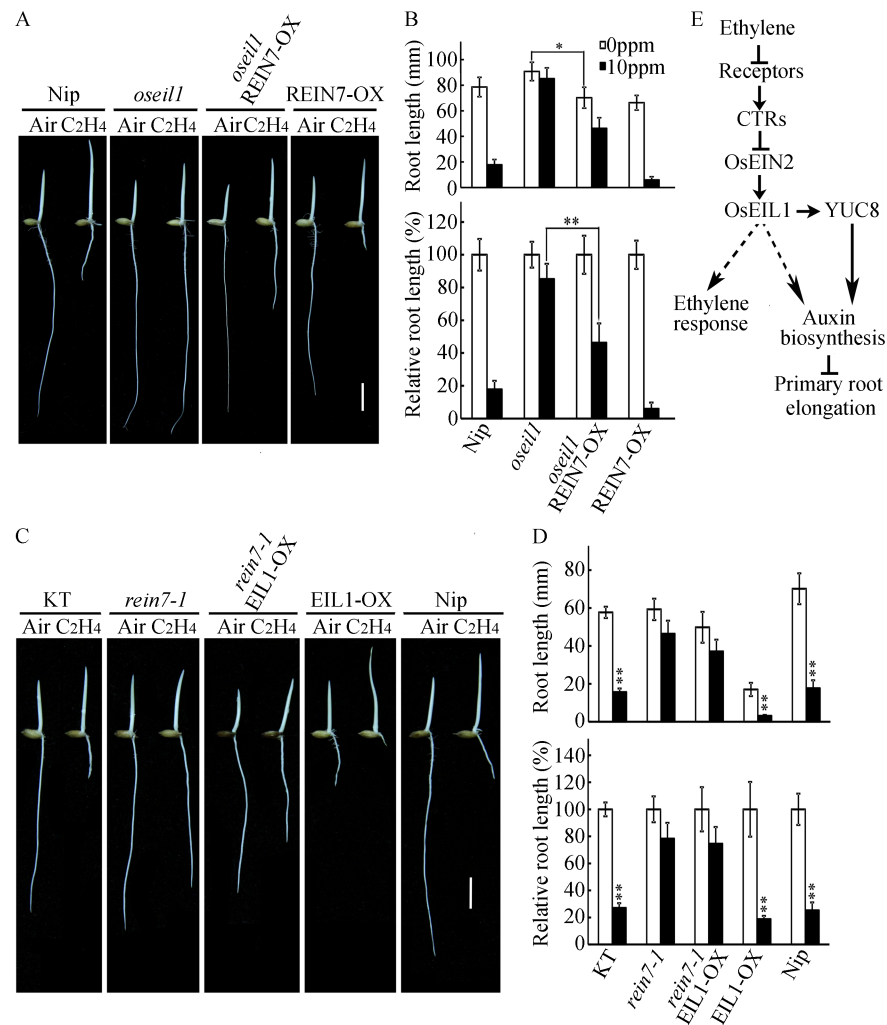 A
Nip
oseil1
oseil1
REIN7-OX
REIN7-OX
Air C2H4
Air C2H4
Air C2H4
Air C2H4
B
0ppm
10ppm
*
Root length (mm)
100
80
60
40
20
0
**
Relative root length (%)
120
100
80
60
40
20
0
Nip
oseil1
oseil1
REIN7-OX
REIN7-OX
E
Ethylene
Receptors
CTRs
OsEIN2
OsEIL1
YUC8
Ethylene
response
Auxin
biosynthesis
Primary root
elongation
C
KT
rein7-1
rein7-1
EIL1-OX
EIL1-OX
Nip
Air C2H4
Air C2H4
Air C2H4
Air C2H4
Air C2H4
D
Root length (mm)
80
60
40
20
0
**
**
**
Relative root length (%)
140
120
100
80
60
40
20
0
**
**
**
KT
rein7-1
rein7-1
EIL1-OX
EIL1-OX
Nip